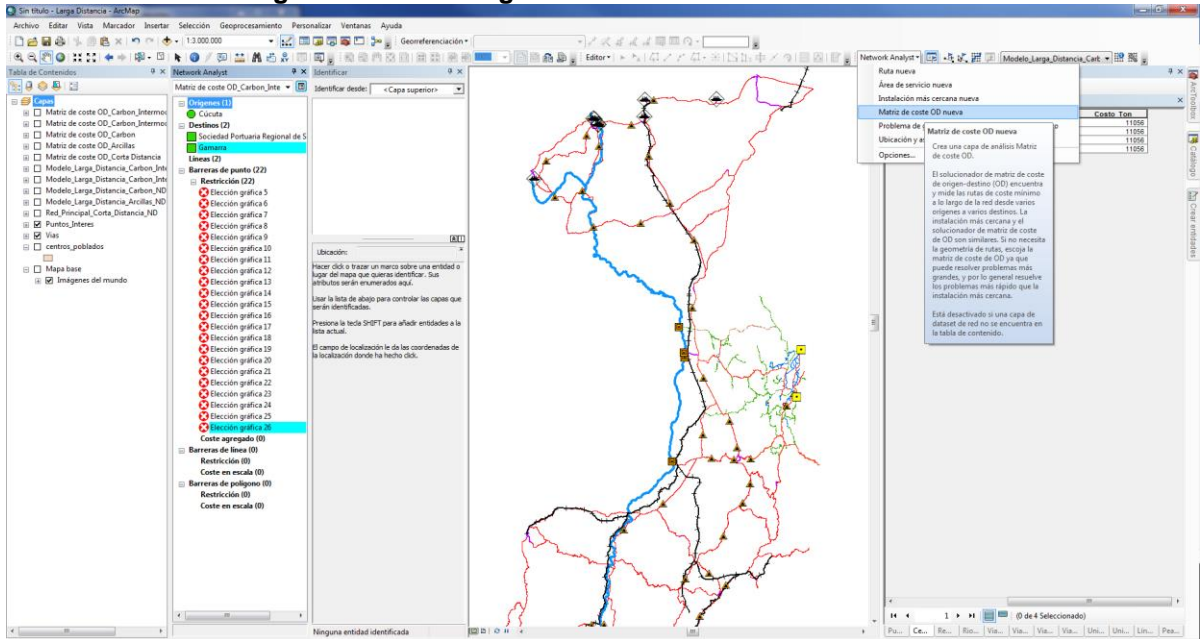 Sin título - Larga Distancia - ArcMap
Archivo Editar Vista Marcador Insertar Selección Geoprocesamiento Personalizar Ventanas Ayuda
1:3.000.000
Georreferenciación
Editor
Network Analyst
Modelo_Larga_Distancia_Cart
Tabla de Contenidos
Capas
Matriz de coste OD_Carbon_Intermod
Matriz de coste OD_Carbon_Intermod
Matriz de coste OD_Carbon
Matriz de coste OD_Arcillas
Matriz de coste OD_Corta Distancia
Modelo_Larga_Distancia_Carbon_Inte
Modelo_Larga_Distancia_Carbon_Inte
Modelo_Larga_Distancia_Carbon_ND
Modelo_Larga_Distancia_Arcillas_ND
Red_Principal_Corta_Distancia_ND
Puntos_Interes
Vias
centros_poblados
Mapa base
Imágenes del mundo
Network Analyst
Matriz de coste OD_Carbon_Inte
Orígenes (1)
Cúcuta
Destinos (2)
Sociedad Portuaria Regional de S
Gamarra
Líneas (2)
Barreras de punto (22)
Restricción (22)
Elección gráfica 5
Elección gráfica 6
Elección gráfica 7
Elección gráfica 8
Elección gráfica 9
Elección gráfica 10
Elección gráfica 11
Elección gráfica 12
Elección gráfica 13
Elección gráfica 14
Elección gráfica 15
Elección gráfica 16
Elección gráfica 17
Elección gráfica 18
Elección gráfica 19
Elección gráfica 20
Elección gráfica 21
Elección gráfica 22
Elección gráfica 23
Elección gráfica 24
Elección gráfica 25
Elección gráfica 26
Coste agregado (0)
Barreras de línea (0)
Restricción (0)
Coste en escala (0)
Barreras de polígono (0)
Restricción (0)
Coste en escala (0)
Identificar
Identificar desde: <Capa superior>
Ubicación:
Hacer click o trazar un marco sobre una entidad o
lugar del mapa que quieras identificar. Sus
atributos serán enumerados aquí.
Usar la lista de abajo para controlar las capas que
serán identificadas.
Presiona la tecla SHIFT para añadir entidades a la
lista actual.
El campo de localización le da las coordenadas de
la localización donde ha hecho click.
Ninguna entidad identificada
Ruta nueva
Área de servicio nueva
Instalación más cercana nueva
Matriz de coste OD nueva
Problema de
Ubicación y
Opciones...
Matriz de coste OD nueva
Crea una capa de análisis Matriz
de coste OD.
El solucionador de matriz de coste
de origen-destino (OD) encuentra
y mide las rutas de coste mínimo
a lo largo de la red desde varios
orígenes a varios destinos. La
instalación más cercana y el
solucionador de matriz de coste
de OD son similares. Si no necesita
la geometría de rutas, escoja la
matriz de coste de OD ya que
puede resolver problemas más
grandes, y por lo general resuelve
los problemas más rápido que la
instalación más cercana.
Está desactivado si una capa de
dataset de red no se encuentra en
la tabla de contenido.
Costo_Ton
11056
11056
11056
1
(0 de 4 Seleccionado)
Pu... Ce... Re... Rio... Via... Via... Via... Via... Uni... Uni... Lin... Pea...
ArcToolbox
Catálogo
Crear entidades